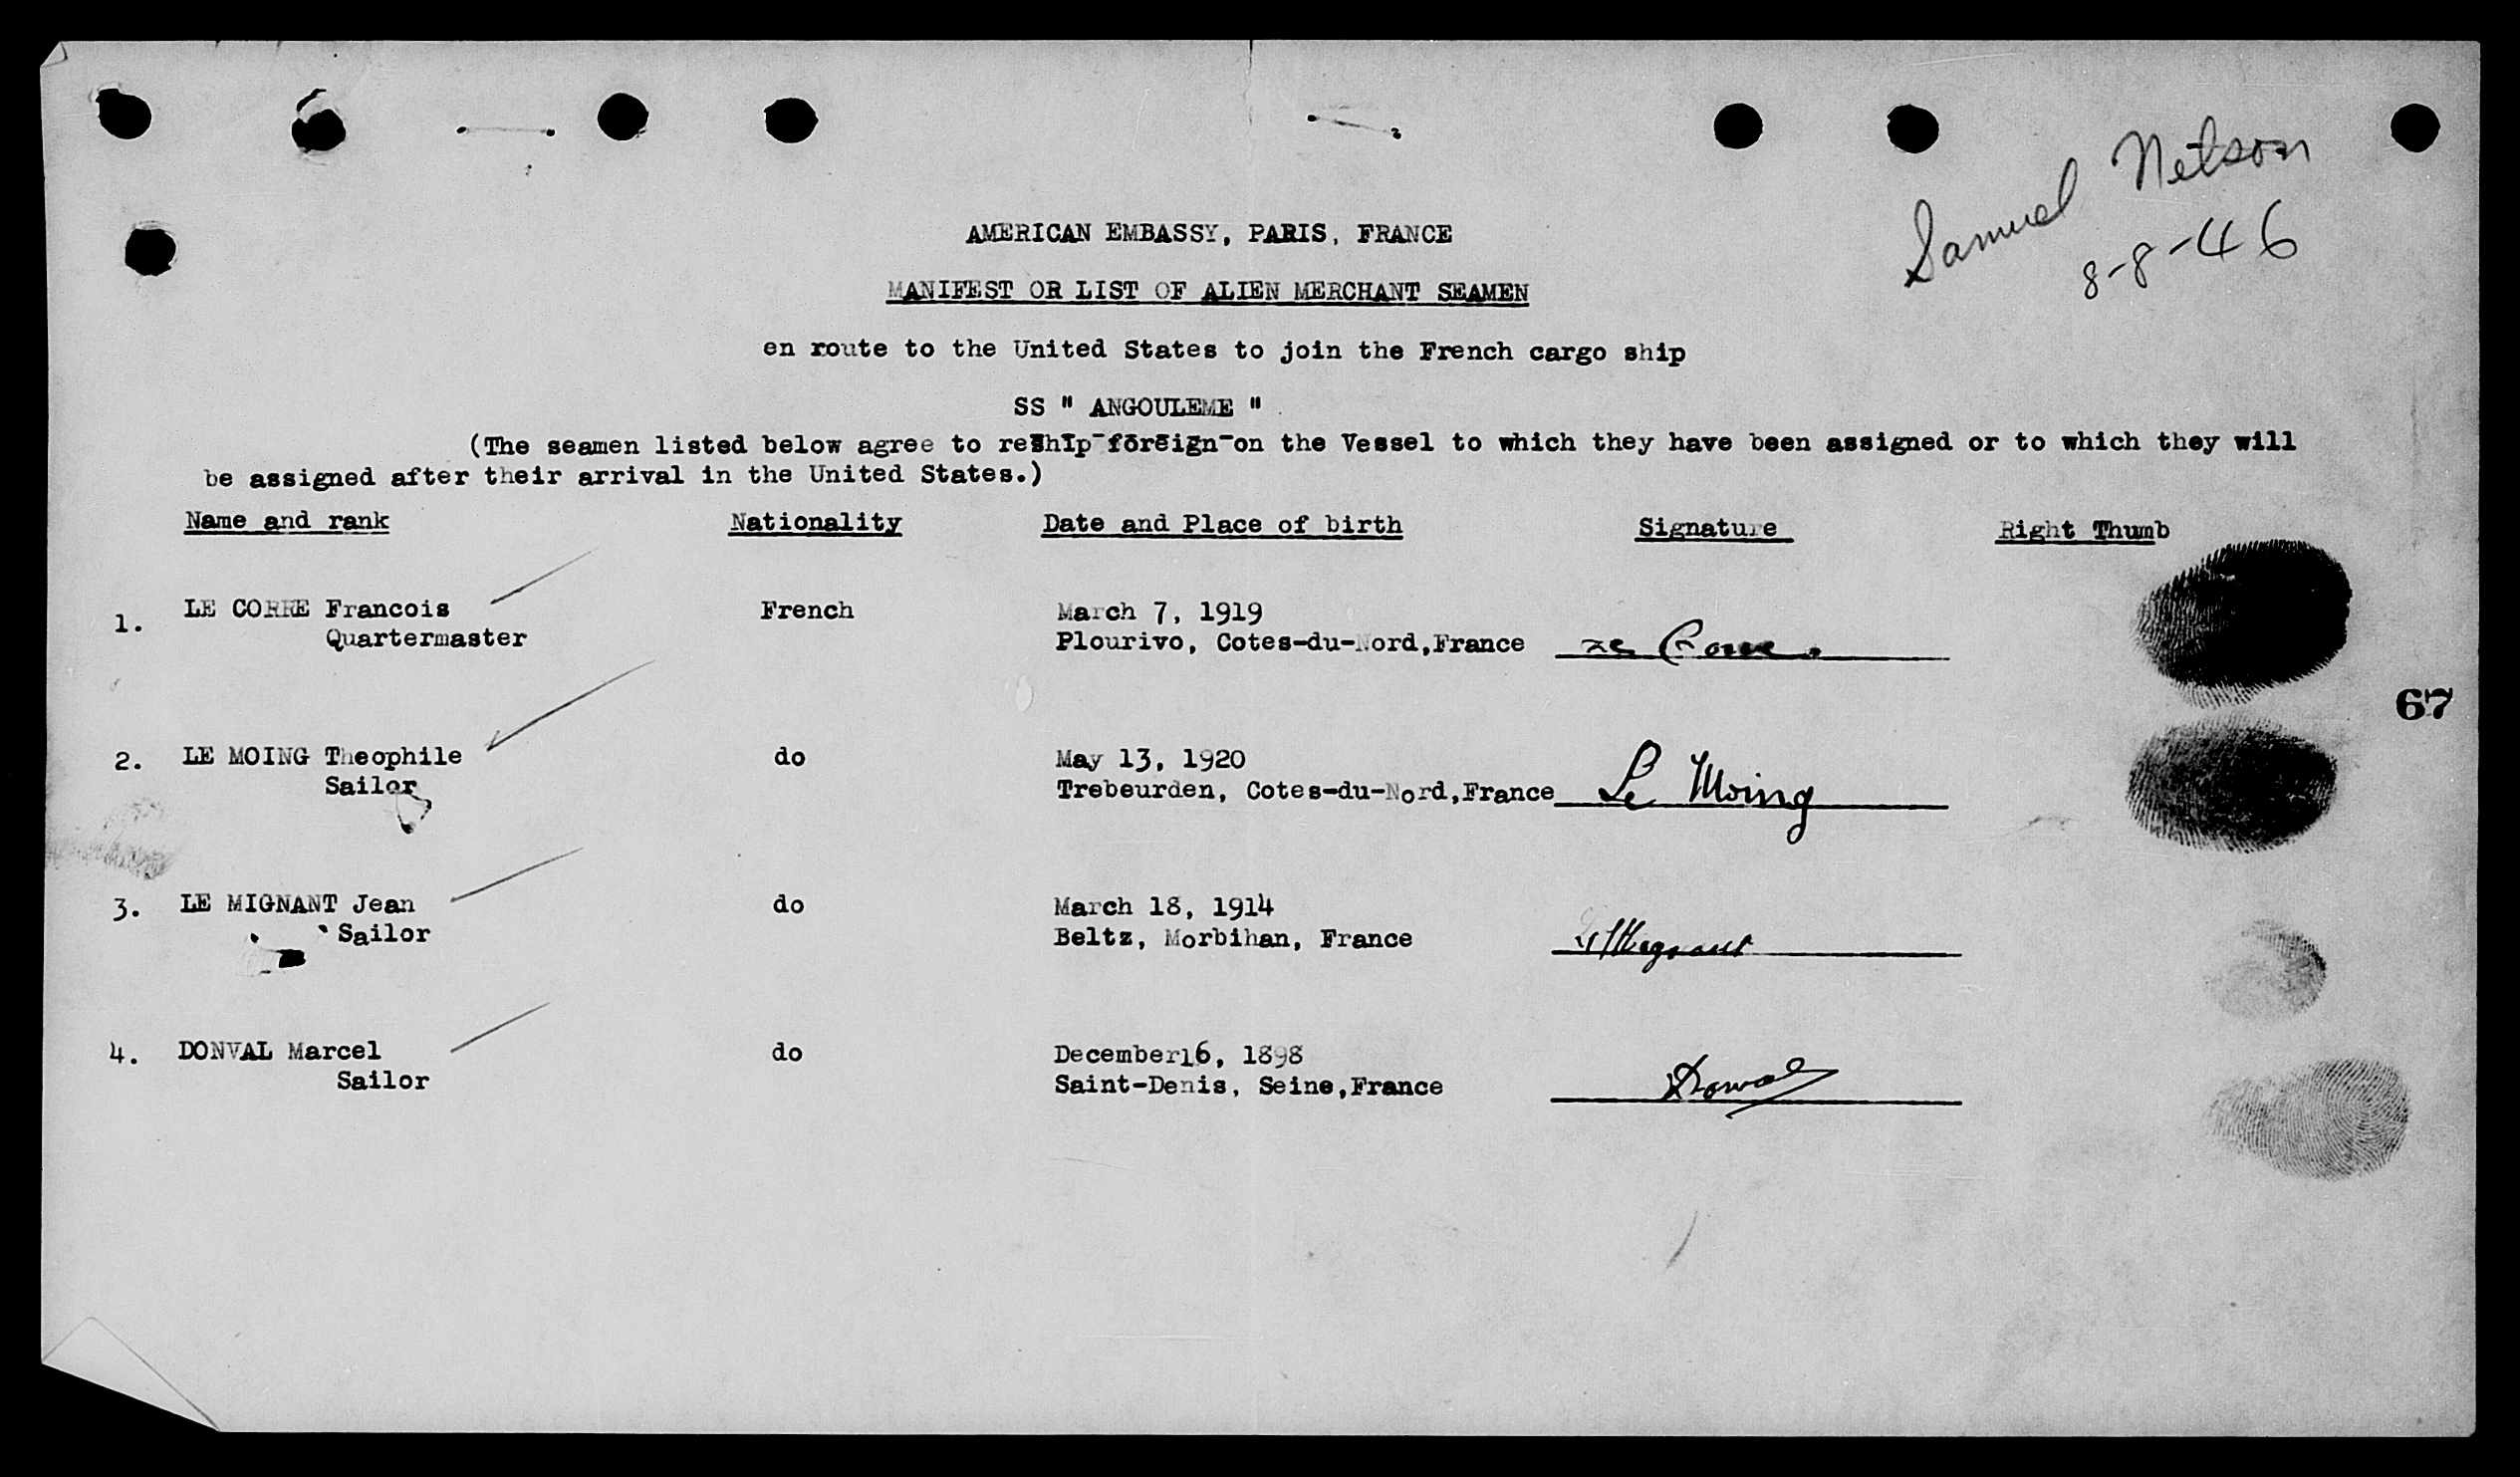 Samuel Nelson
8-8-46
AMERICAN EMBASSY, PARIS, FRANCE
MANIFEST OR LIST OF ALIEN MERCHANT SEAMEN
en route to the United States to join the French cargo ship
SS " ANGOULEME "
(The seamen listed below agree to reship foreign on the Vessel to which they have been assigned or to which they will
be assigned after their arrival in the United States.)
Name and rank Nationality Date and Place of birth Signature Right Thumb
1. LE CORRE Francois French March 7, 1919
Quartermaster Plourivo, Cotes-du-Nord,France Le Corre.
67
2. LE MOING Theophile do May 13, 1920
Sailor Trebeurden, Cotes-du-Nord,France Le Moing
3. LE MIGNANT Jean do March 18, 1914
Sailor Beltz, Morbihan, France
4. DONVAL Marcel do December16, 1898
Sailor Saint-Denis, Seine,France Donval